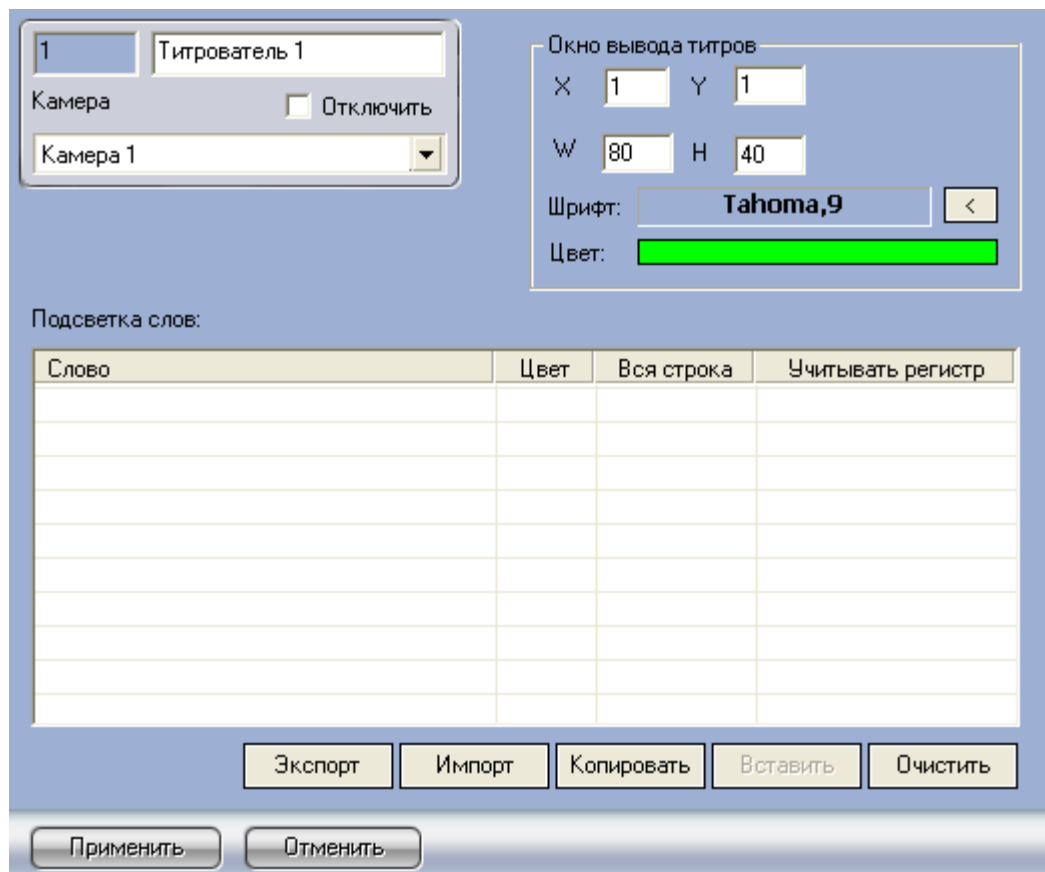 1 Титрователь 1
Камера Отключить
Камера 1
Окно вывода титров
X 1 Y 1
W 80 H 40
Шрифт: Tahoma,9 <
Цвет:
Подсветка слов:
Слово Цвет Вся строка Учитывать регистр
Экспорт Импорт Копировать Вставить Очистить
Применить Отменить